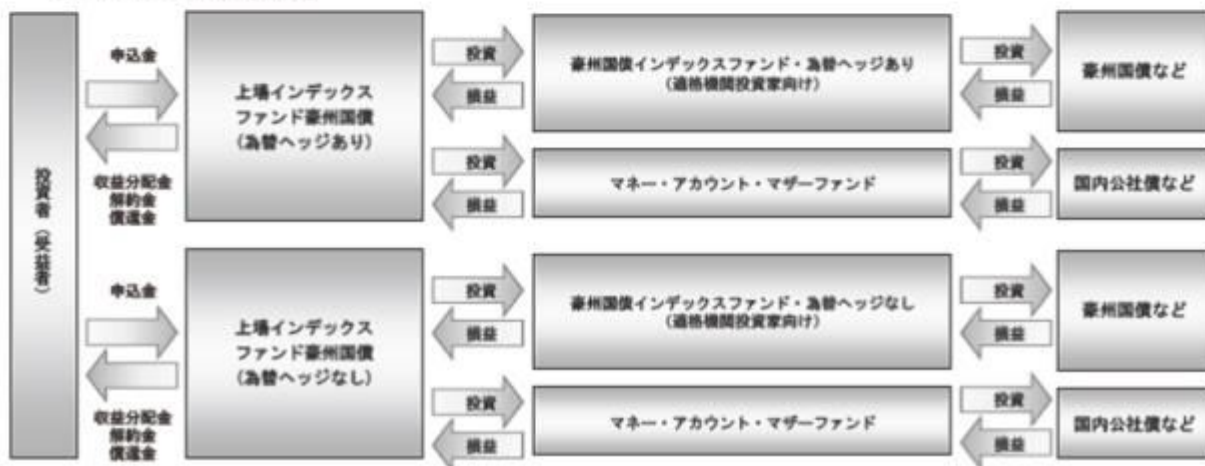 投資者（受益者）
申込金
収益分配金
解約金
償還金
上場インデックス
ファンド豪州国債
（為替ヘッジあり）
投資
損益
豪州国債インデックスファンド・為替ヘッジあり
（適格機関投資家向け）
投資
損益
豪州国債など
投資
損益
マネー・アカウント・マザーファンド
投資
損益
国内公社債など
申込金
収益分配金
解約金
償還金
上場インデックス
ファンド豪州国債
（為替ヘッジなし）
投資
損益
豪州国債インデックスファンド・為替ヘッジなし
（適格機関投資家向け）
投資
損益
豪州国債など
投資
損益
マネー・アカウント・マザーファンド
投資
損益
国内公社債など